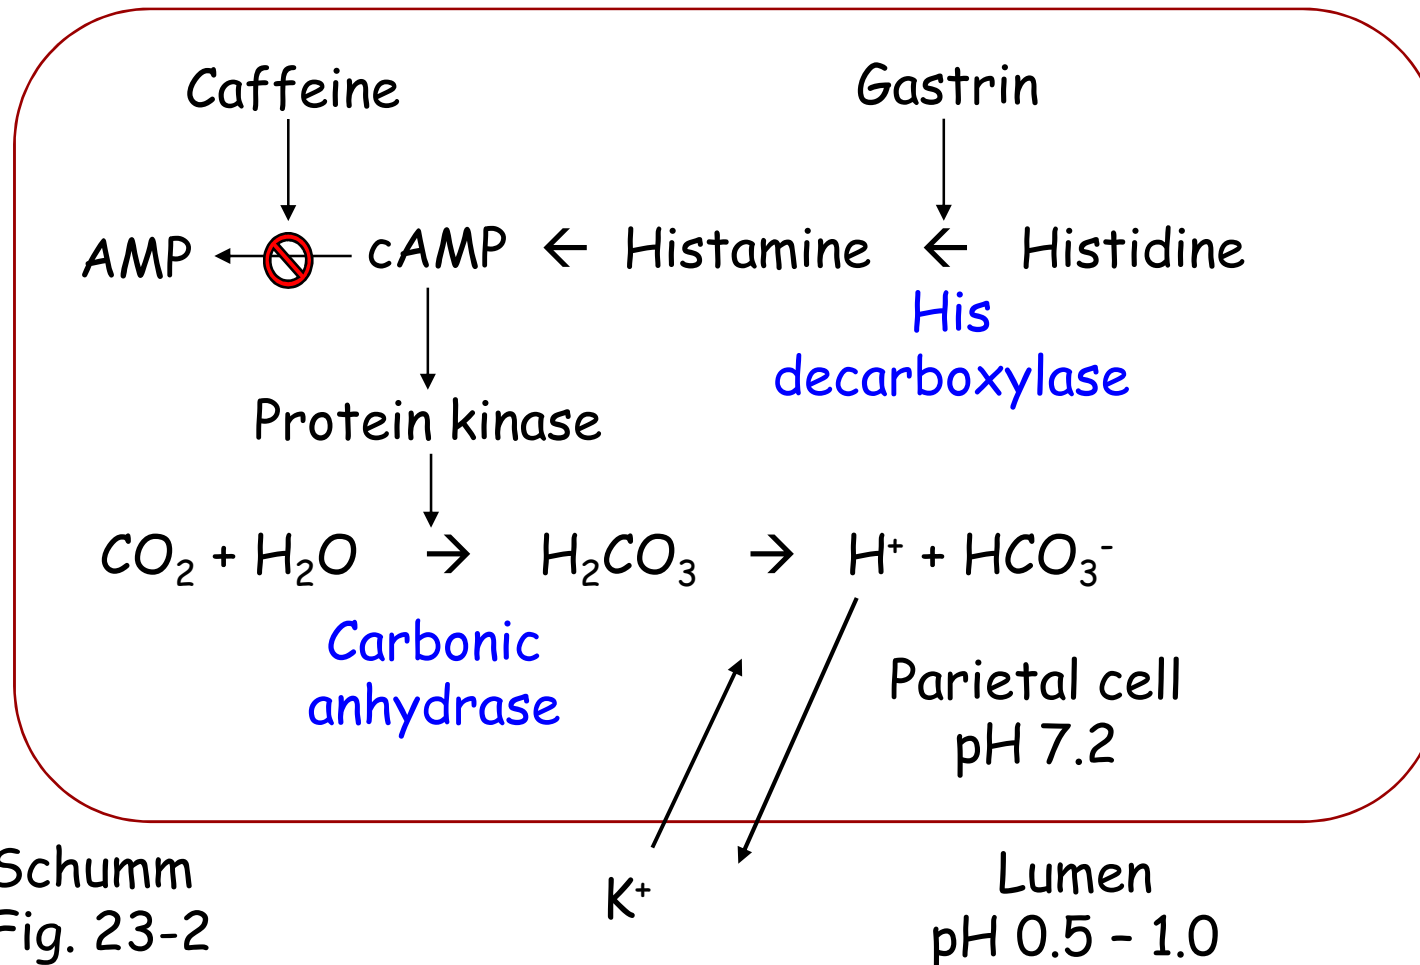 Caffeine
Gastrin
AMP ← cAMP ← Histamine ← Histidine
His
decarboxylase
Protein kinase
CO₂ + H₂O → H₂CO₃ → H⁺ + HCO₃⁻
Carbonic
anhydrase
Parietal cell
pH 7.2
K⁺
Schumm
Fig. 23-2
Lumen
pH 0.5 – 1.0